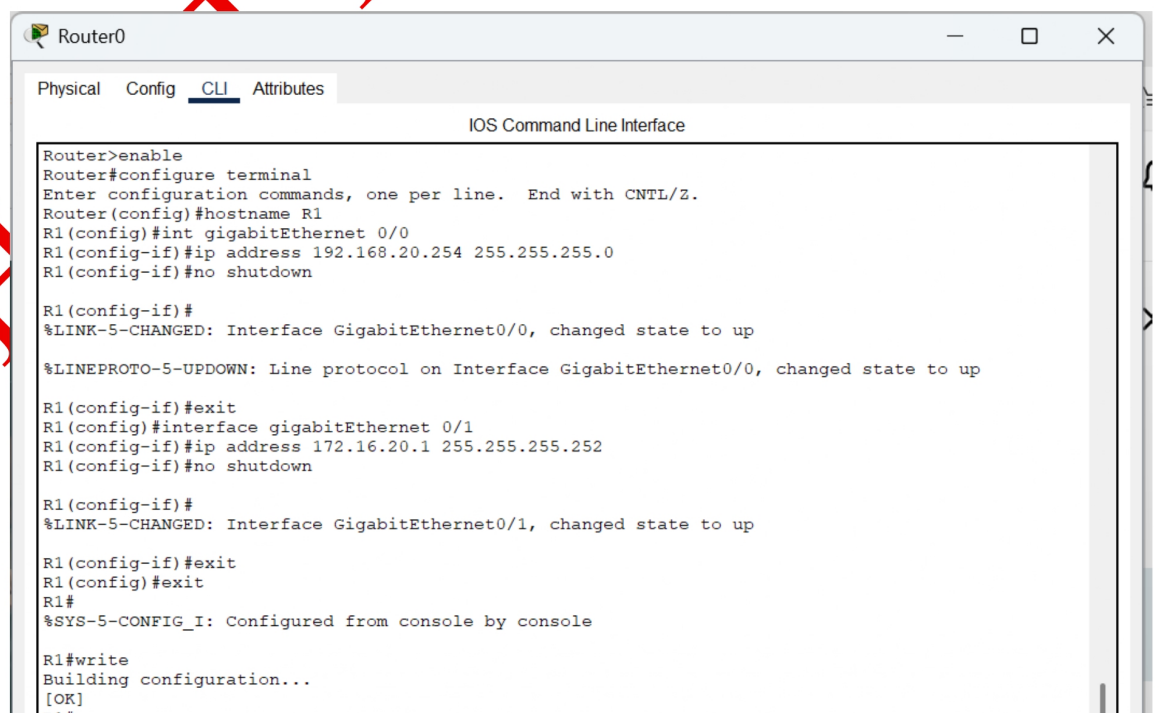 Router0
Physical Config CLI Attributes
IOS Command Line Interface
Router>enable
Router#configure terminal
Enter configuration commands, one per line.  End with CNTL/Z.
Router(config)#hostname R1
R1(config)#int gigabitEthernet 0/0
R1(config-if)#ip address 192.168.20.254 255.255.255.0
R1(config-if)#no shutdown
R1(config-if)#
%LINK-5-CHANGED: Interface GigabitEthernet0/0, changed state to up
%LINEPROTO-5-UPDOWN: Line protocol on Interface GigabitEthernet0/0, changed state to up
R1(config-if)#exit
R1(config)#interface gigabitEthernet 0/1
R1(config-if)#ip address 172.16.20.1 255.255.255.252
R1(config-if)#no shutdown
R1(config-if)#
%LINK-5-CHANGED: Interface GigabitEthernet0/1, changed state to up
R1(config-if)#exit
R1(config)#exit
R1#
%SYS-5-CONFIG_I: Configured from console by console
R1#write
Building configuration...
[OK]